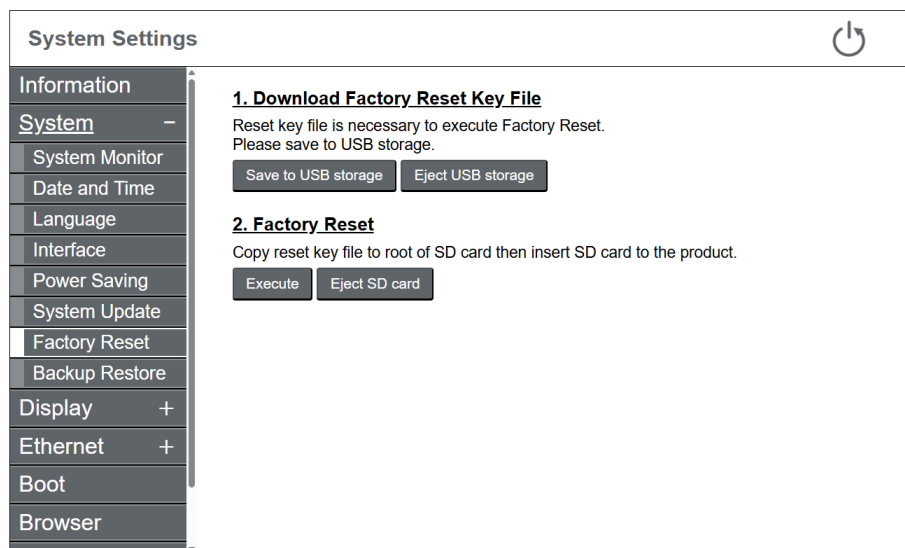 System Settings
Information
System −
System Monitor
Date and Time
Language
Interface
Power Saving
System Update
Factory Reset
Backup Restore
Display +
Ethernet +
Boot
Browser
1. Download Factory Reset Key File
Reset key file is necessary to execute Factory Reset.
Please save to USB storage.
Save to USB storage Eject USB storage
2. Factory Reset
Copy reset key file to root of SD card then insert SD card to the product.
Execute Eject SD card